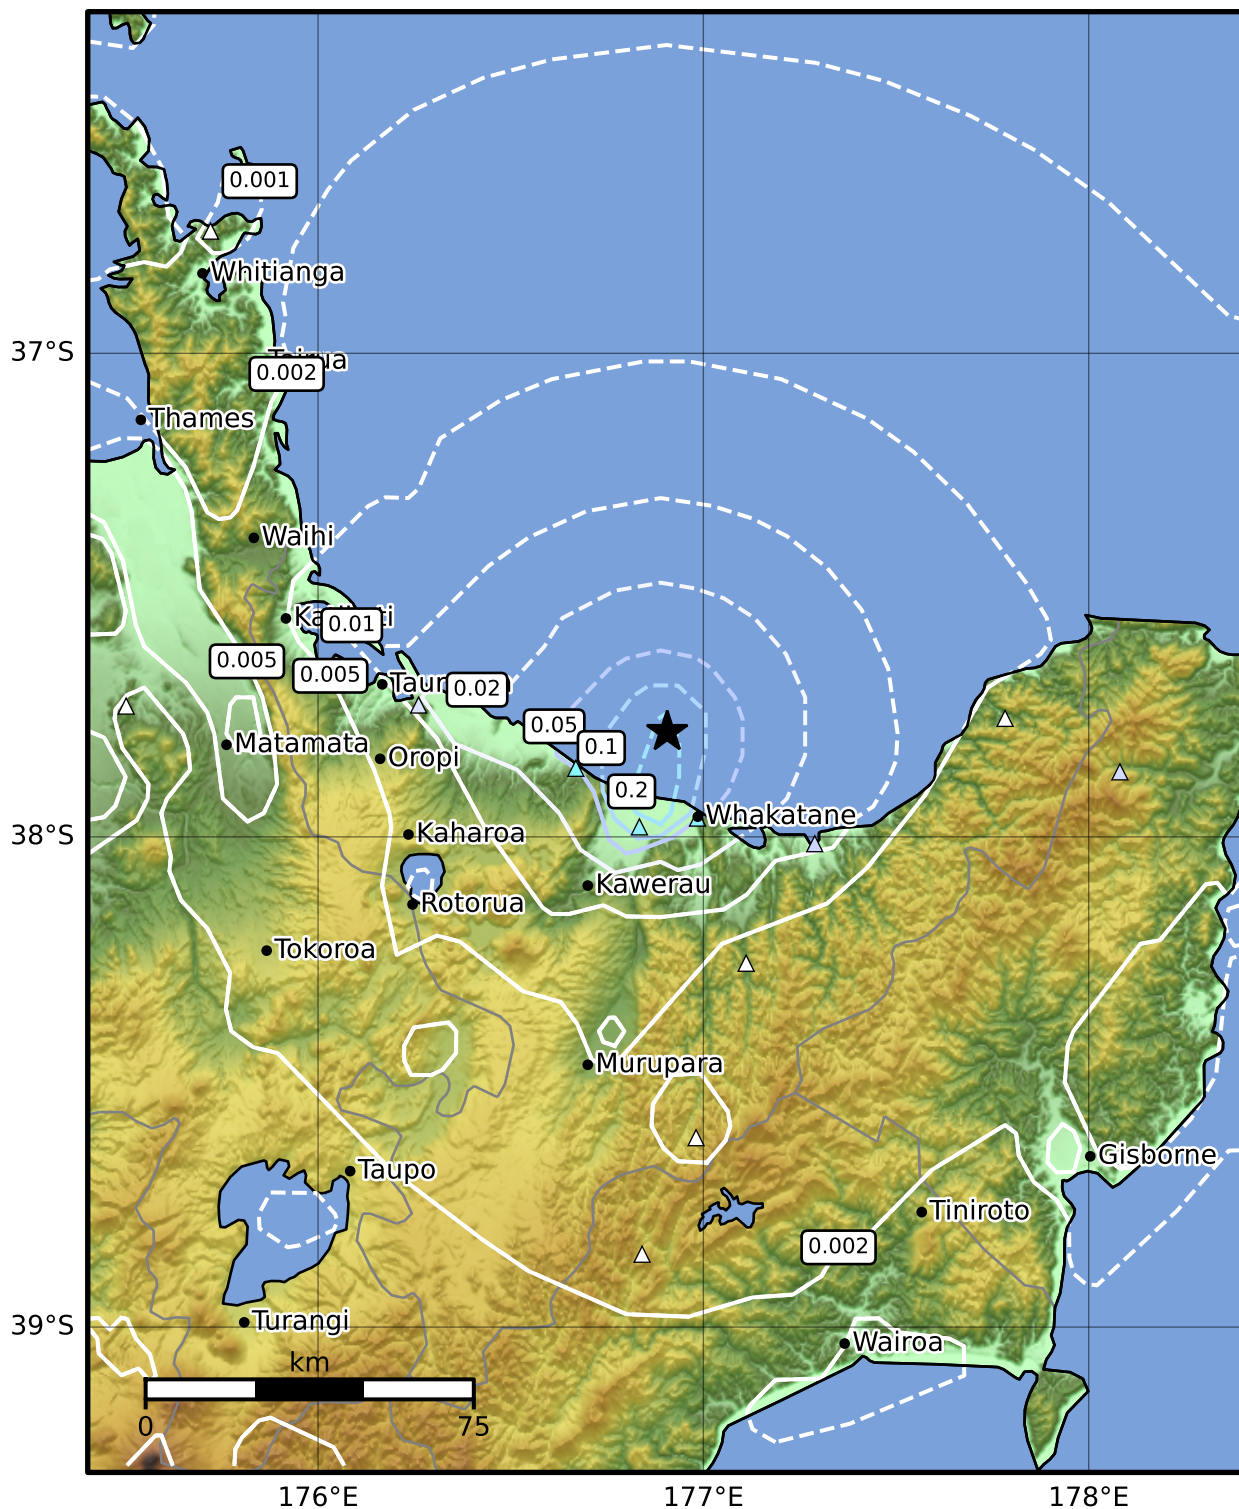 0.001
Whitianga
37°S
0.002
Thames
Waihi
0.01
0.005
0.005
0.02
0.05
0.1
Matamata
Oropi
0.2
Whakatane
38°S
Kaharoa
Kawerau
Rotorua
Tokoroa
Murupara
Gisborne
Taupo
Tiniroto
0.002
Turangi
39°S
Wairoa
km
0
75
176°E
177°E
178°E